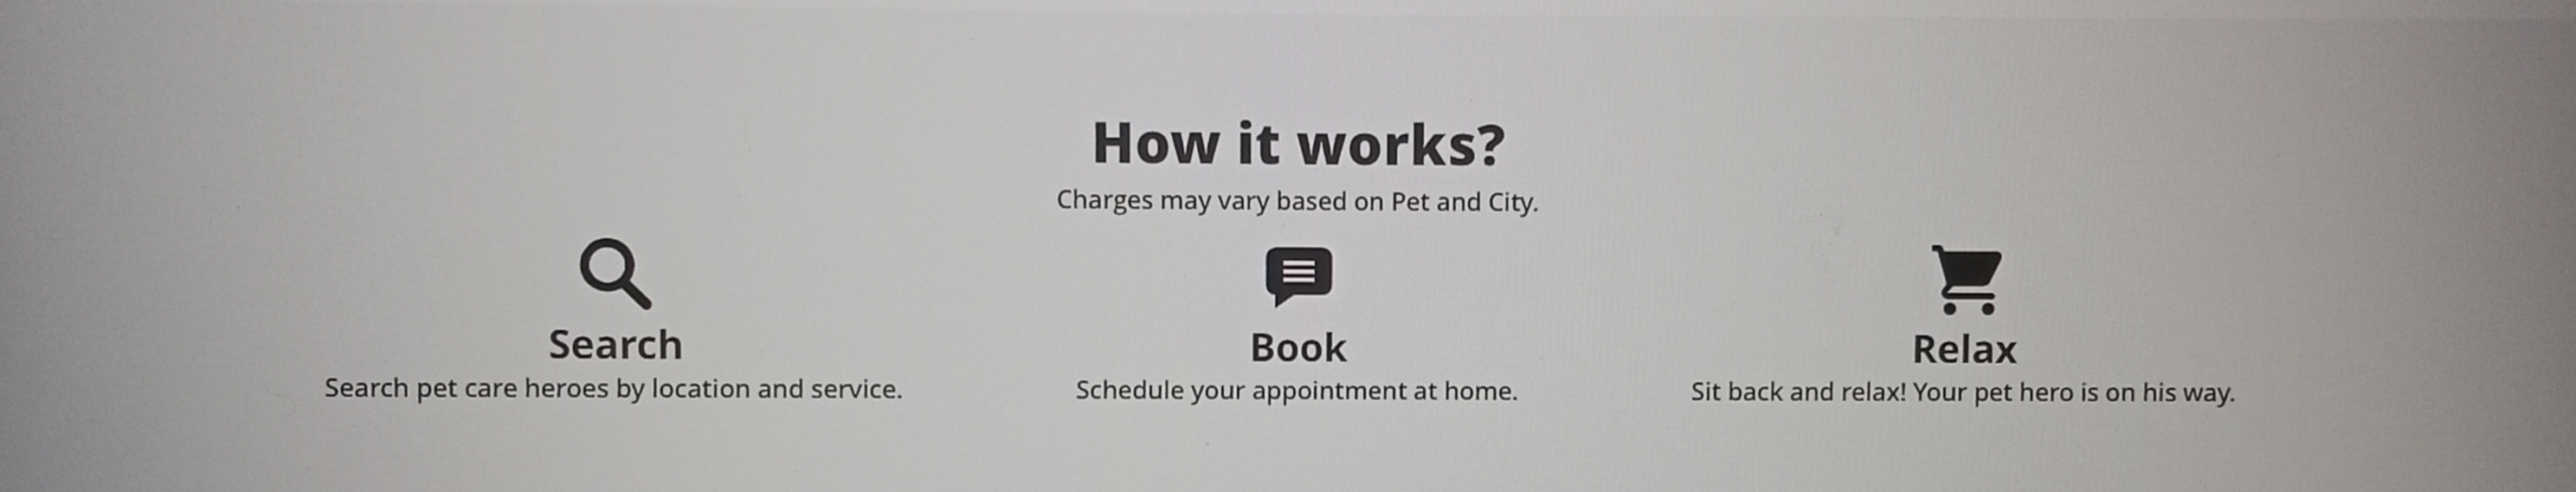 How it works?
Charges may vary based on Pet and City.
Search
Search pet care heroes by location and service.
Book
Schedule your appointment at home.
Relax
Sit back and relax! Your pet hero is on his way.